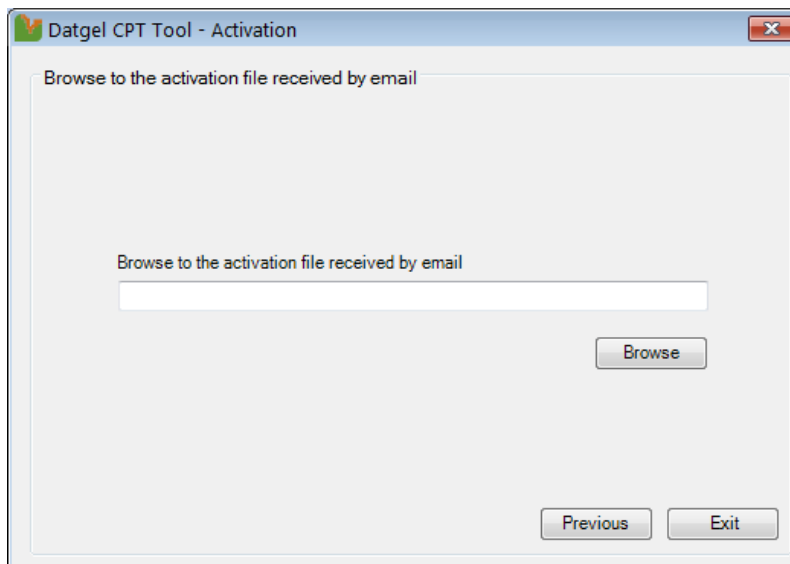 Datgel CPT Tool - Activation
Browse to the activation file received by email
Browse to the activation file received by email
Browse
Previous
Exit